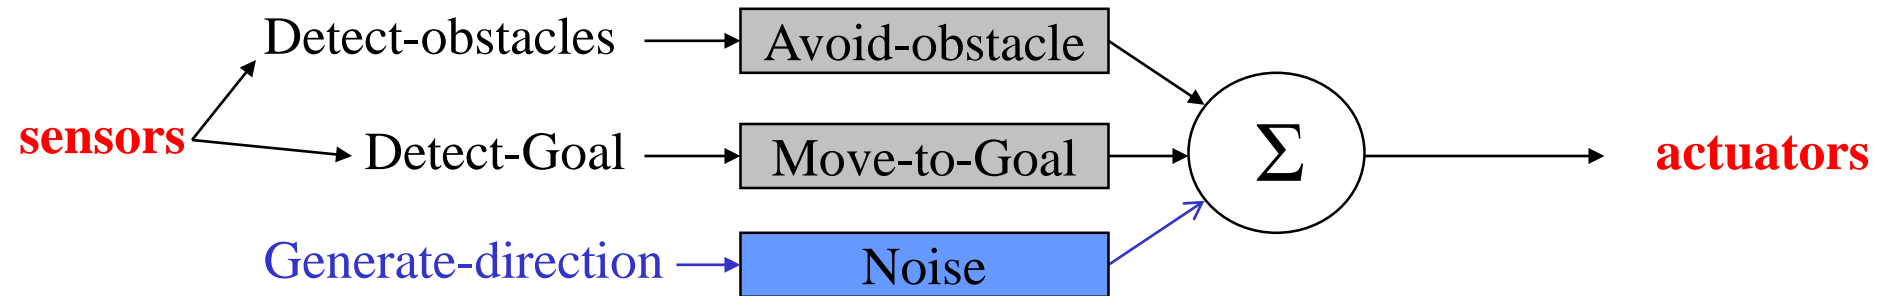 Detect-obstacles
Avoid-obstacle
sensors
Detect-Goal
Move-to-Goal
Σ
actuators
Generate-direction
Noise